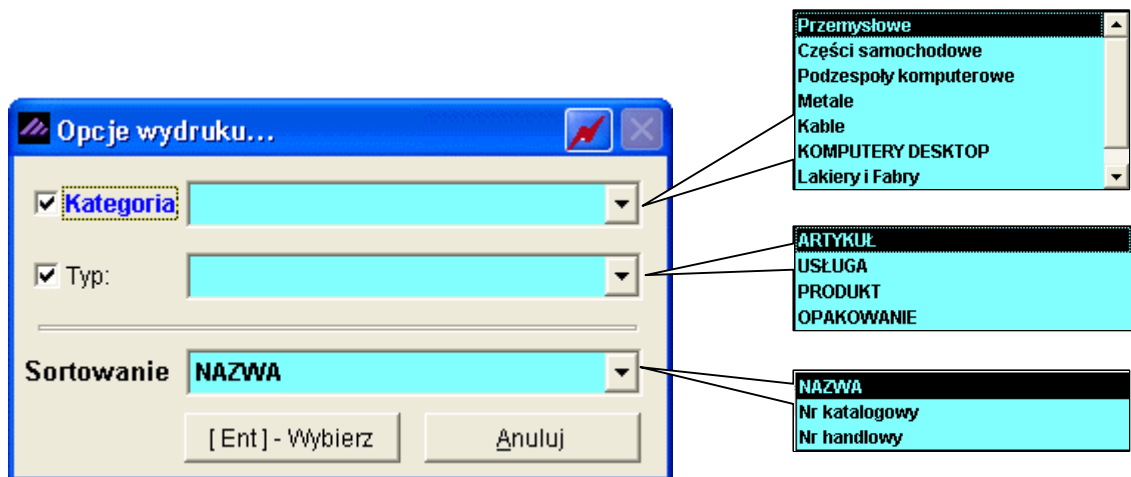 Opcje wydruku...
Kategoria
Typ:
Sortowanie NAZWA
[ Ent ] - Wybierz Anuluj
Przemysłowe
Części samochodowe
Podzespoły komputerowe
Metale
Kable
KOMPUTERY DESKTOP
Lakiery i Fabry
ARTYKUŁ
USŁUGA
PRODUKT
OPAKOWANIE
NAZWA
Nr katalogowy
Nr handlowy